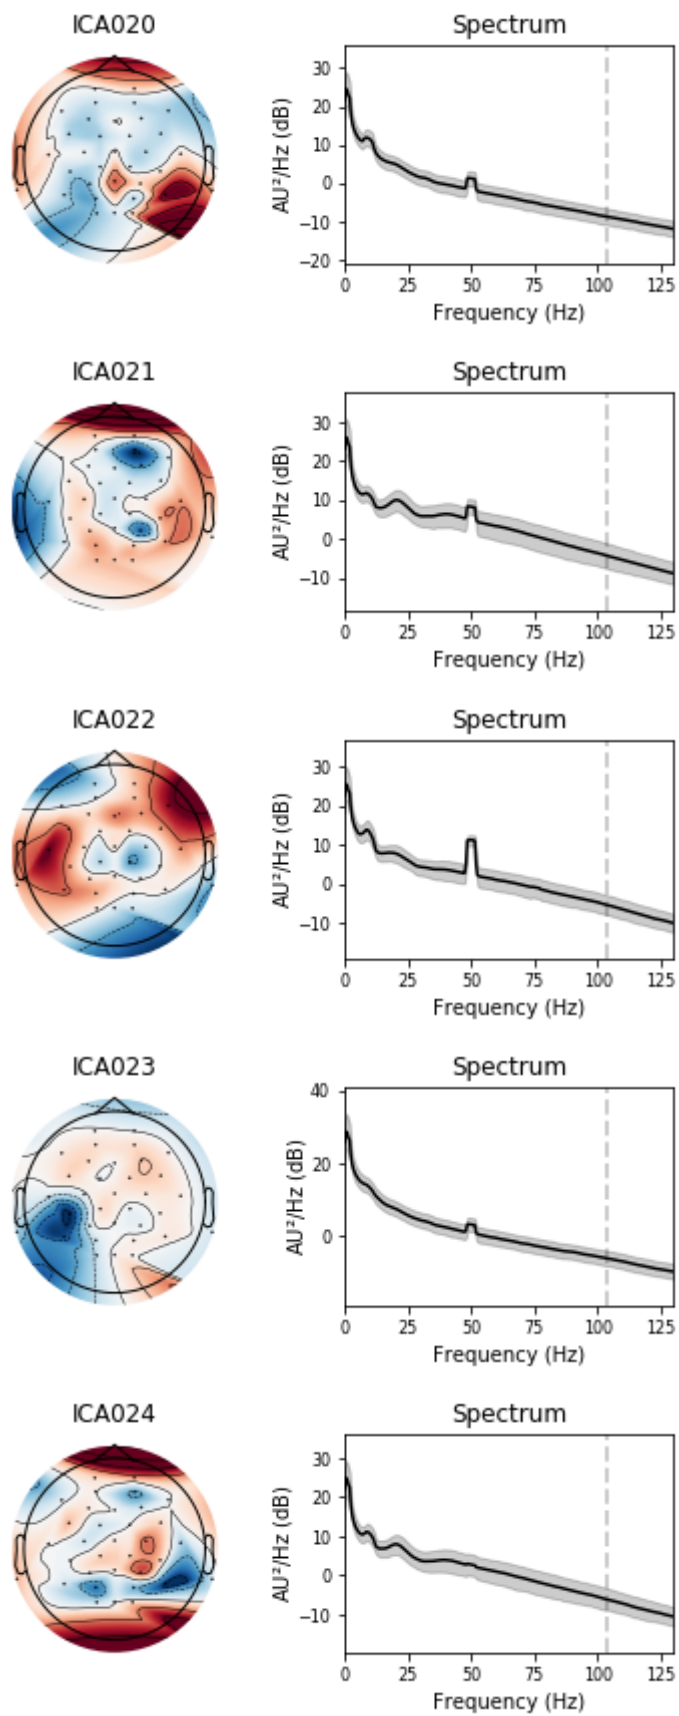 ICA020 Spectrum
30
20
10
0
−10
−20
AU²/Hz (dB)
0 25 50 75 100 125
Frequency (Hz)
ICA021 Spectrum
30
20
10
0
−10
AU²/Hz (dB)
0 25 50 75 100 125
Frequency (Hz)
ICA022 Spectrum
30
20
10
0
−10
AU²/Hz (dB)
0 25 50 75 100 125
Frequency (Hz)
ICA023 Spectrum
40
20
0
AU²/Hz (dB)
0 25 50 75 100 125
Frequency (Hz)
ICA024 Spectrum
30
20
10
0
−10
AU²/Hz (dB)
0 25 50 75 100 125
Frequency (Hz)